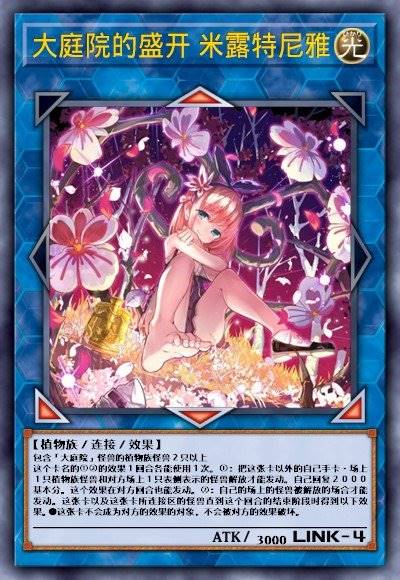 大庭院的盛开 米露特尼雅
ひかり
光
【植物族／连接／效果】
包含「大庭院」怪兽的植物族怪兽２只以上
这个卡名的①②的效果１回合各能使用１次。①：把这张卡以外的自己手卡·场上
１只植物族怪兽和对方场上１只表侧表示的怪兽解放才能发动。自己回复２０００
基本分。这个效果在对方回合也能发动。②：自己的场上的怪兽被解放的场合才能
发动。这张卡以及这张卡所连接区的怪兽直到这个回合的结束阶段时得到以下效
果。●这张卡不会成为对方的效果的对象，不会被对方的效果破坏。
ATK/ 3000 LINK-4